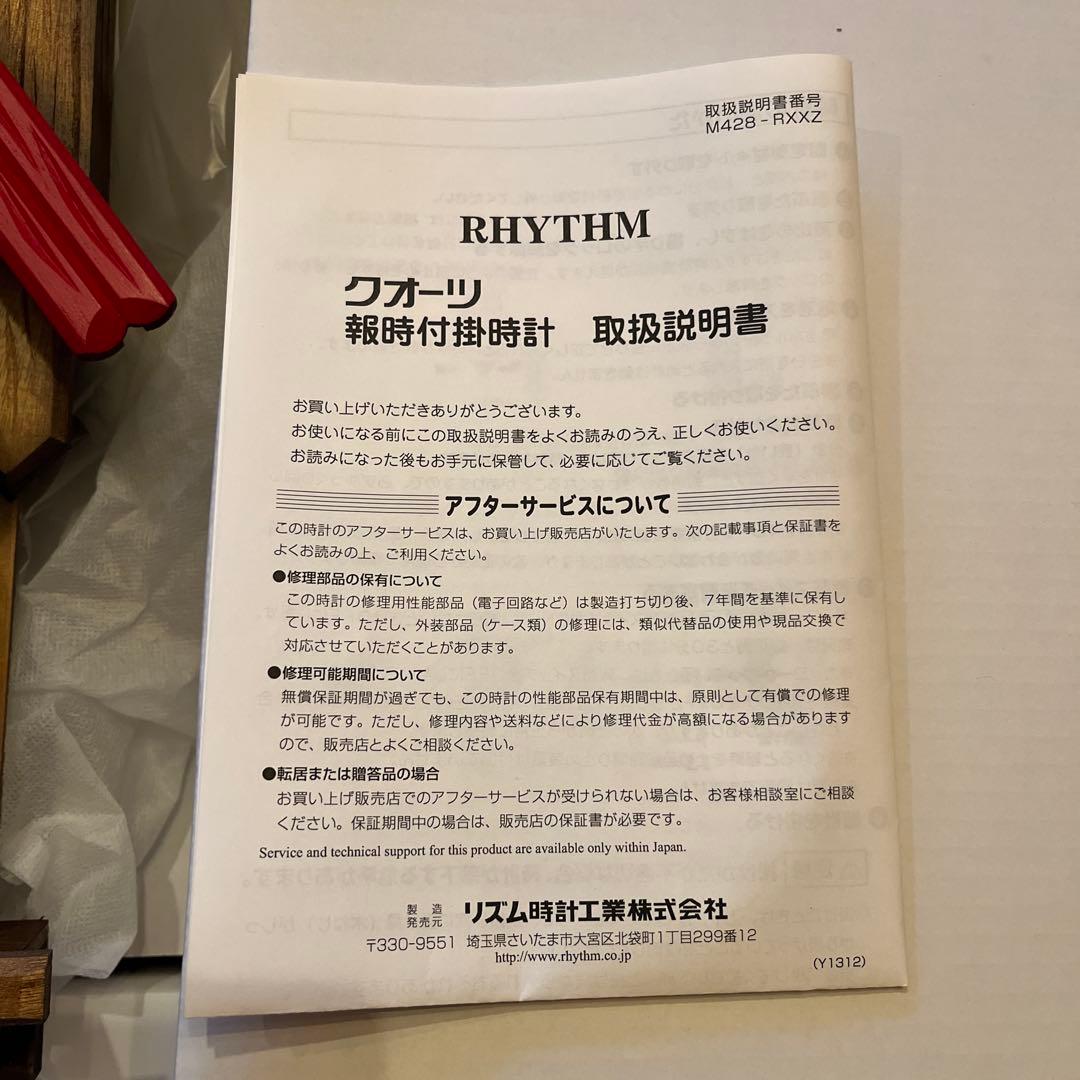 取扱説明書番号
M428-RXXZ
RHYTHM
クオーツ
報時付掛時計 取扱説明書
お買い上げいただきありがとうございます。
お使いになる前にこの取扱説明書をよくお読みのうえ、正しくお使いください。
お読みになった後もお手元に保管して、必要に応じてご覧ください。
アフターサービスについて
この時計のアフターサービスは、お買い上げ販売店がいたします。次の記載事項と保証書を
よくお読みの上、ご利用ください。
●修理部品の保有について
この時計の修理用性能部品（電子回路など）は製造打ち切り後、7年間を基準に保有し
ています。ただし、外装部品（ケース類）の修理には、類似代替品の使用や現品交換で
対応させていただくことがあります。
●修理可能期間について
無償保証期間が過ぎても、この時計の性能部品保有期間中は、原則として有償での修理
が可能です。ただし、修理内容や送料などにより修理代金が高額になる場合があります
ので、販売店とよくご相談ください。
●転居または贈答品の場合
お買い上げ販売店でのアフターサービスが受けられない場合は、お客様相談室にご相談
ください。保証期間中の場合は、販売店の保証書が必要です。
Service and technical support for this product are available only within Japan.
製造
発売元 リズム時計工業株式会社
〒330-9551 埼玉県さいたま市大宮区北袋町1丁目299番12
http://www.rhythm.co.jp
(Y1312)